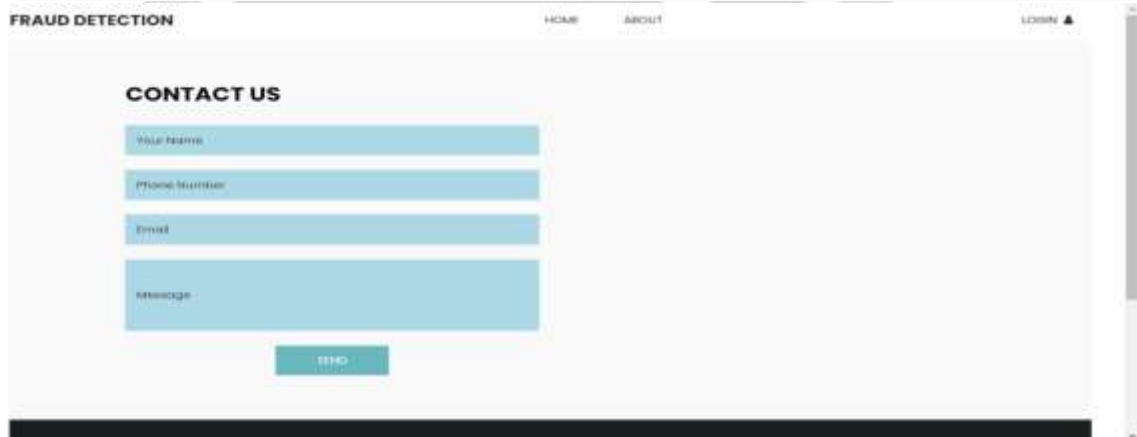 FRAUD DETECTION HOME ABOUT LOGIN
CONTACT US
Your Name
Phone Number
Email
Message
SEND